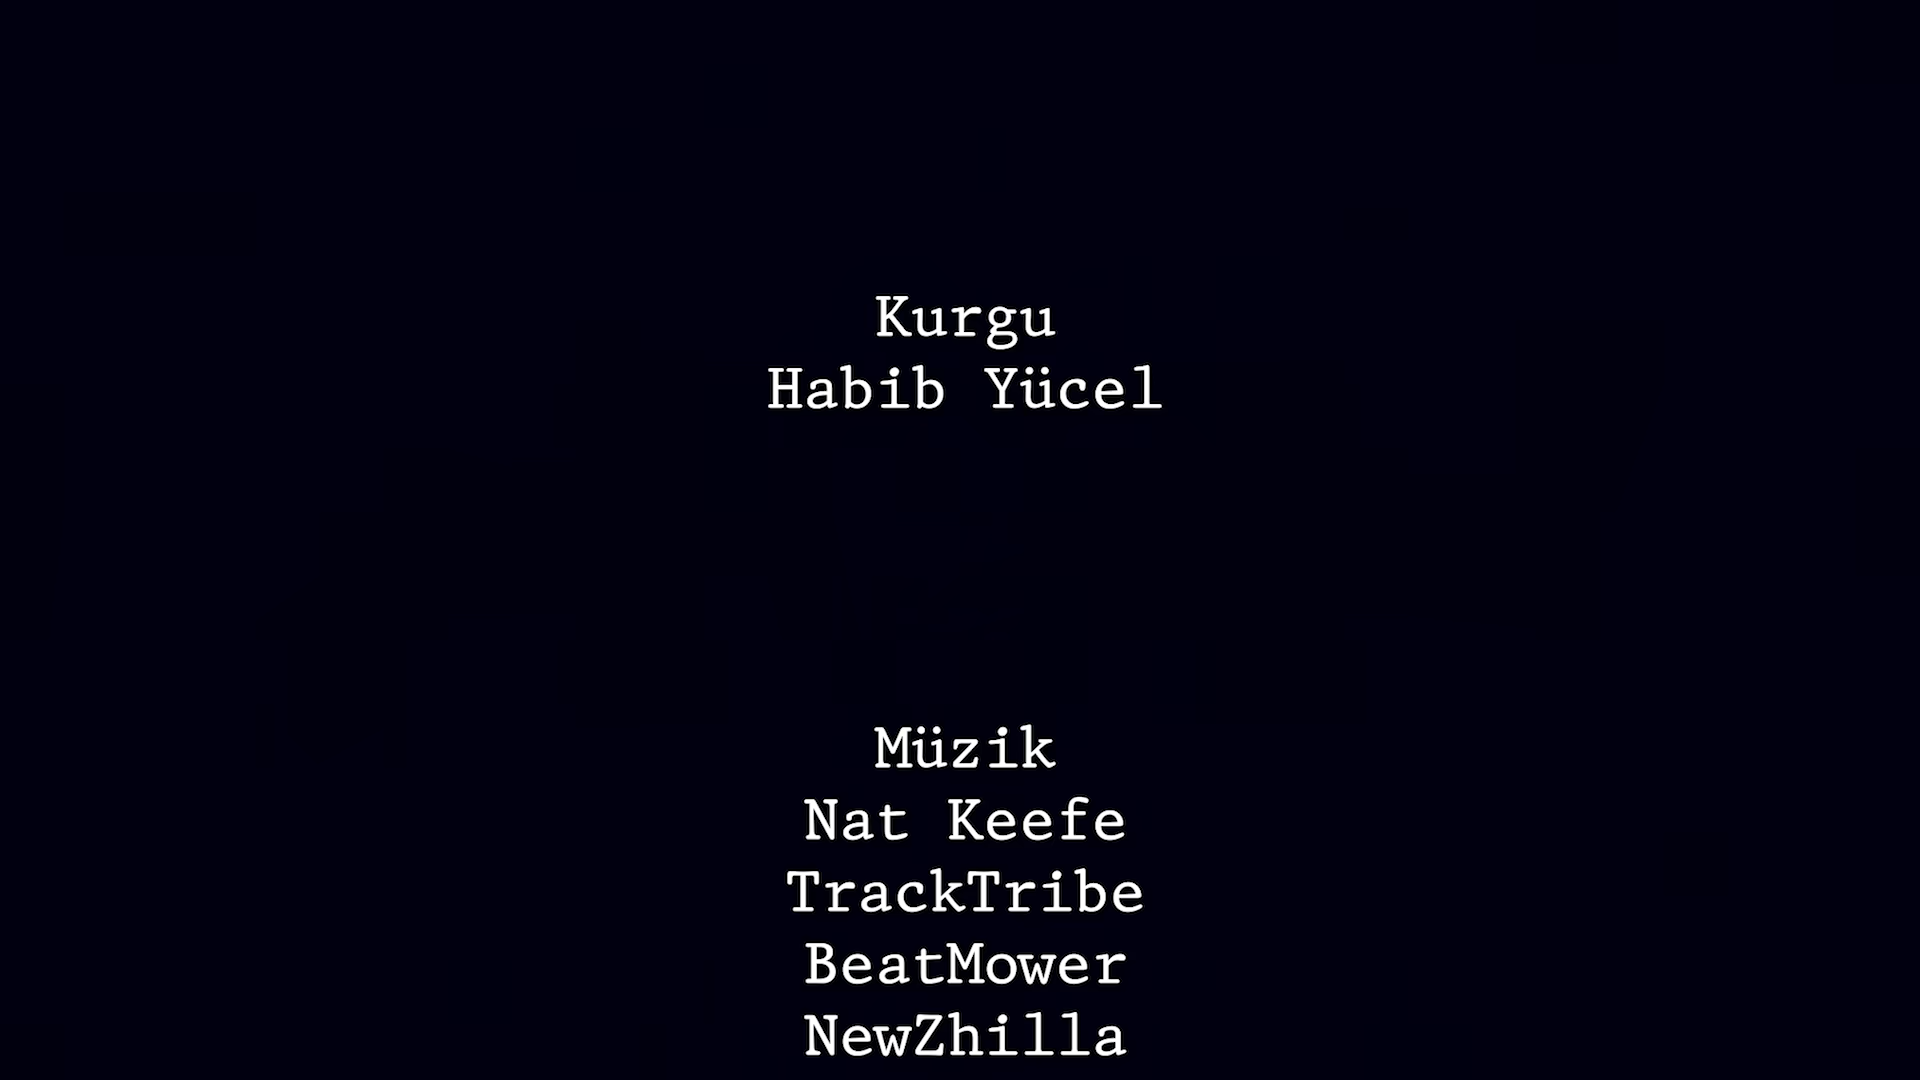 Kurgu
Habib Yücel
Müzik
Nat Keefe
TrackTribe
BeatMower
NewZhilla